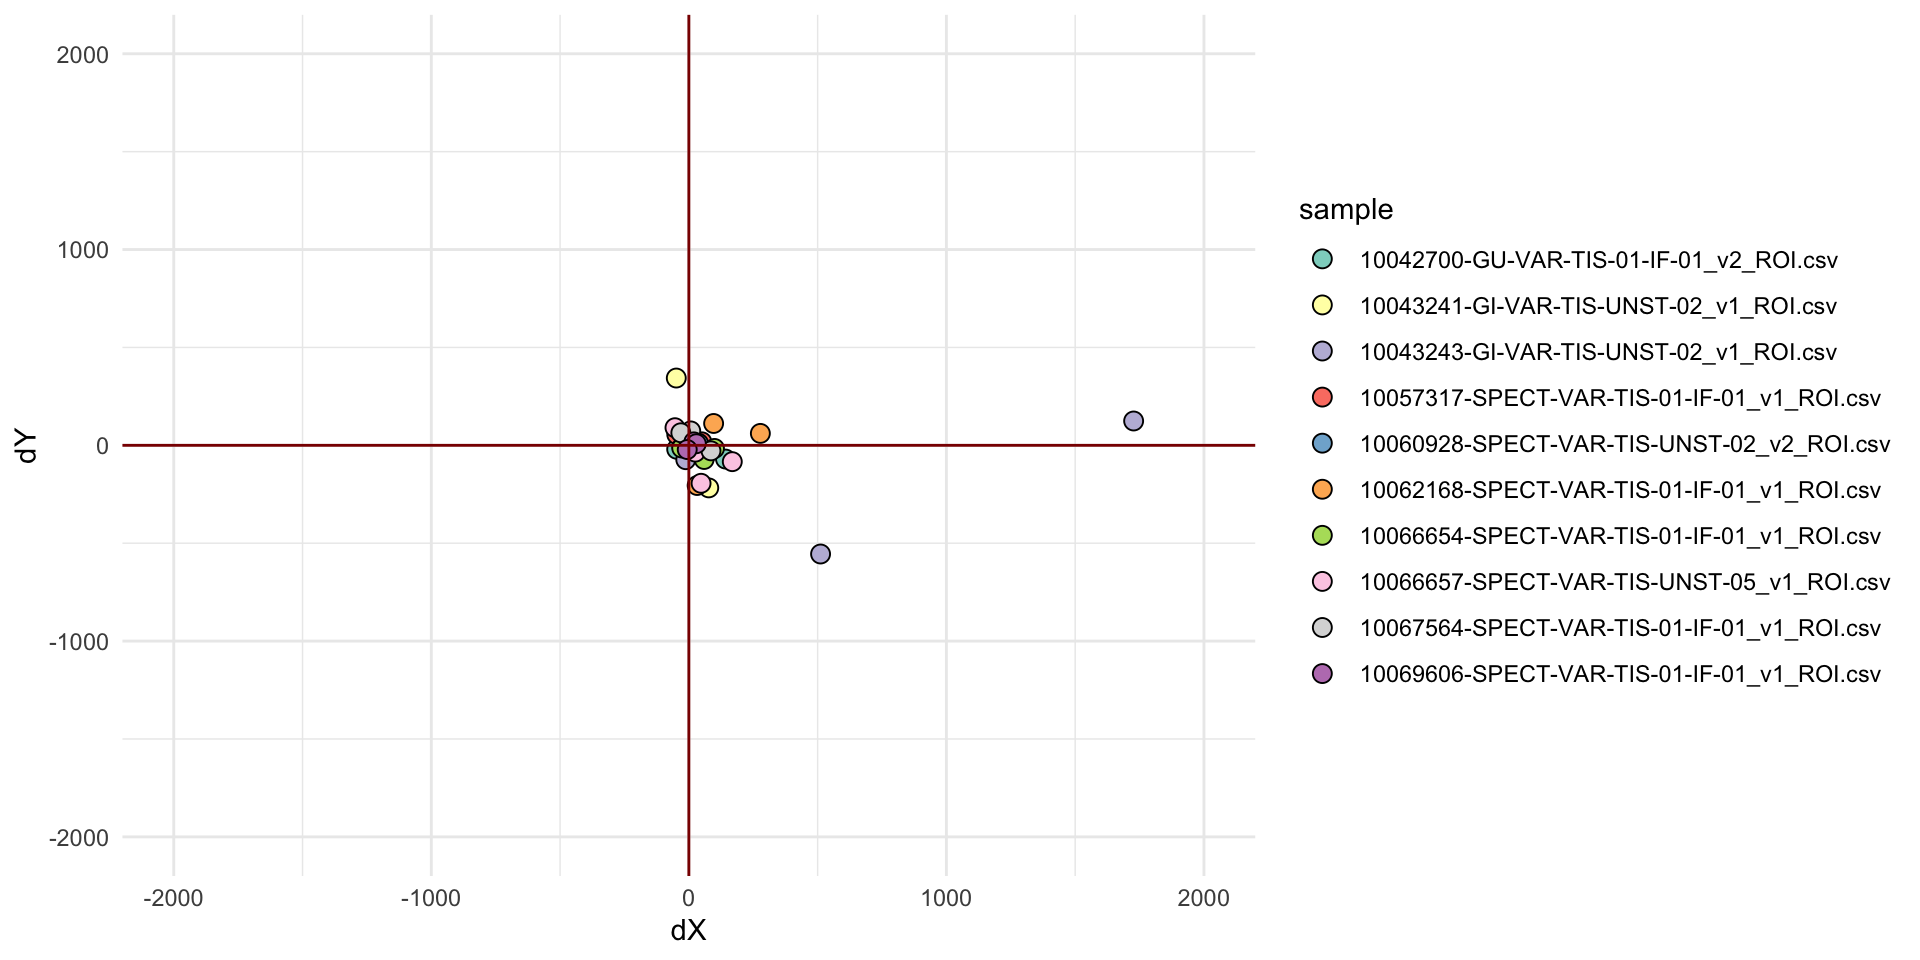 2000
1000
0
-1000
-2000
dY
-2000
-1000
0
1000
2000
dX
sample
10042700-GU-VAR-TIS-01-IF-01_v2_ROI.csv
10043241-GI-VAR-TIS-UNST-02_v1_ROI.csv
10043243-GI-VAR-TIS-UNST-02_v1_ROI.csv
10057317-SPECT-VAR-TIS-01-IF-01_v1_ROI.csv
10060928-SPECT-VAR-TIS-UNST-02_v2_ROI.csv
10062168-SPECT-VAR-TIS-01-IF-01_v1_ROI.csv
10066654-SPECT-VAR-TIS-01-IF-01_v1_ROI.csv
10066657-SPECT-VAR-TIS-UNST-05_v1_ROI.csv
10067564-SPECT-VAR-TIS-01-IF-01_v1_ROI.csv
10069606-SPECT-VAR-TIS-01-IF-01_v1_ROI.csv